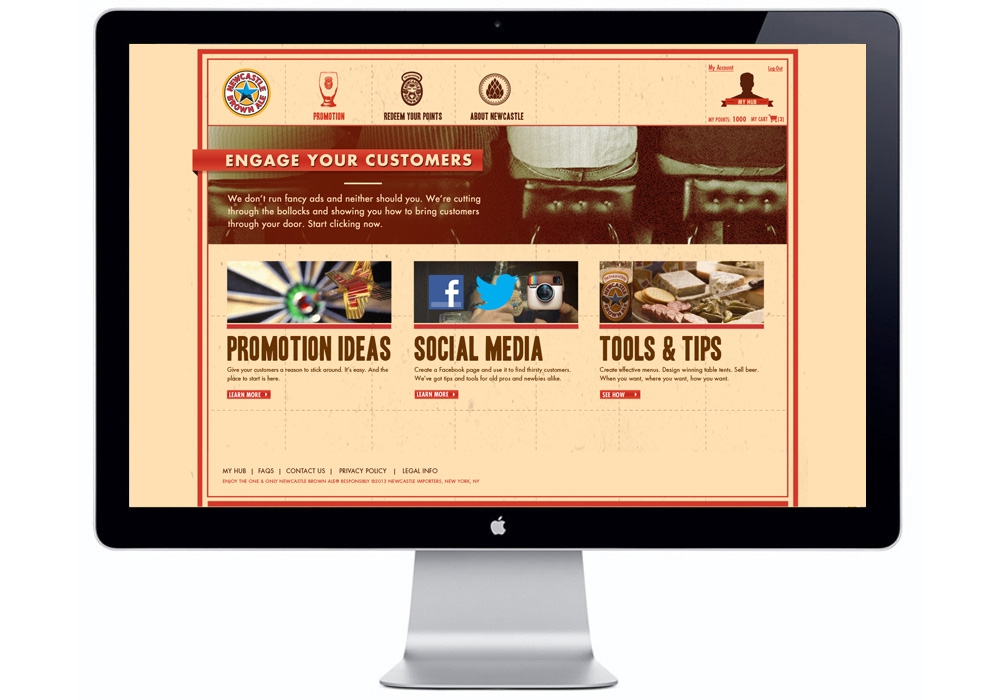 My Account
Log Out
NEWCASTLE
BROWN ALE
MY HUB
PROMOTION
REDEEM YOUR POINTS
ABOUT NEWCASTLE
MY POINTS: 1000 MY CART (3)
ENGAGE YOUR CUSTOMERS
We don't run fancy ads and neither should you. We're cutting
through the bollocks and showing you how to bring customers
through your door. Start clicking now.
f
PROMOTION IDEAS
Give your customers a reason to stick around. It's easy. And the
place to start is here.
LEARN MORE
SOCIAL MEDIA
Create a Facebook page and use it to find thirsty customers.
We've got tips and tools for old pros and newbies alike.
LEARN MORE
TOOLS & TIPS
Create effective menus. Design winning table tents. Sell beer.
When you want, where you want, how you want.
SEE HOW
MY HUB | FAQS | CONTACT US | PRIVACY POLICY | LEGAL INFO
ENJOY THE ONE & ONLY NEWCASTLE BROWN ALE® RESPONSIBLY ©2013 NEWCASTLE IMPORTERS, NEW YORK, NY